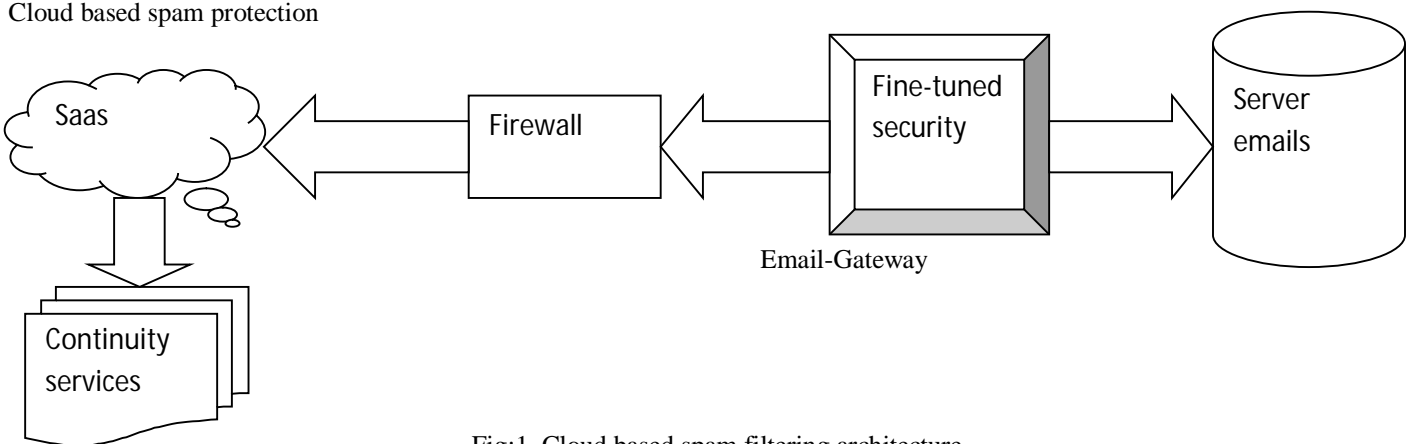 Cloud based spam protection
Saas
Firewall
Fine-tuned
security
Server
emails
Email-Gateway
Continuity
services
Fig:1 Cloud based spam filtering architecture